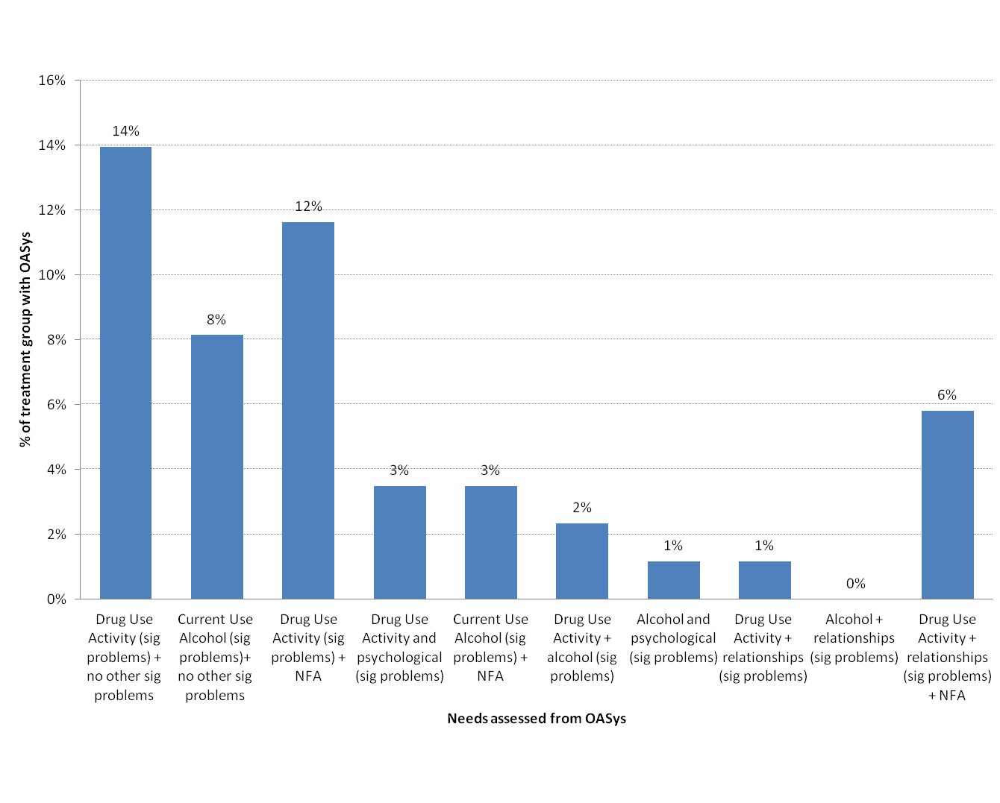 16%
14%
12%
10%
8%
6%
4%
2%
0%
% of treatment group with OASys
14%
8%
12%
3%
3%
2%
1%
1%
0%
6%
Drug Use
Activity (sig
problems) +
no other sig
problems
Current Use
Alcohol (sig
problems)+
no other sig
problems
Drug Use
Activity (sig
problems) +
NFA
Drug Use
Activity and
psychological
(sig problems)
Current Use
Alcohol (sig
problems) +
NFA
Drug Use
Activity +
alcohol (sig
problems)
Alcohol and
psychological
(sig problems)
Drug Use
Activity +
relationships
(sig problems)
Alcohol +
relationships
(sig problems)
Drug Use
Activity +
relationships
(sig problems)
+ NFA
Needs assessed from OASys